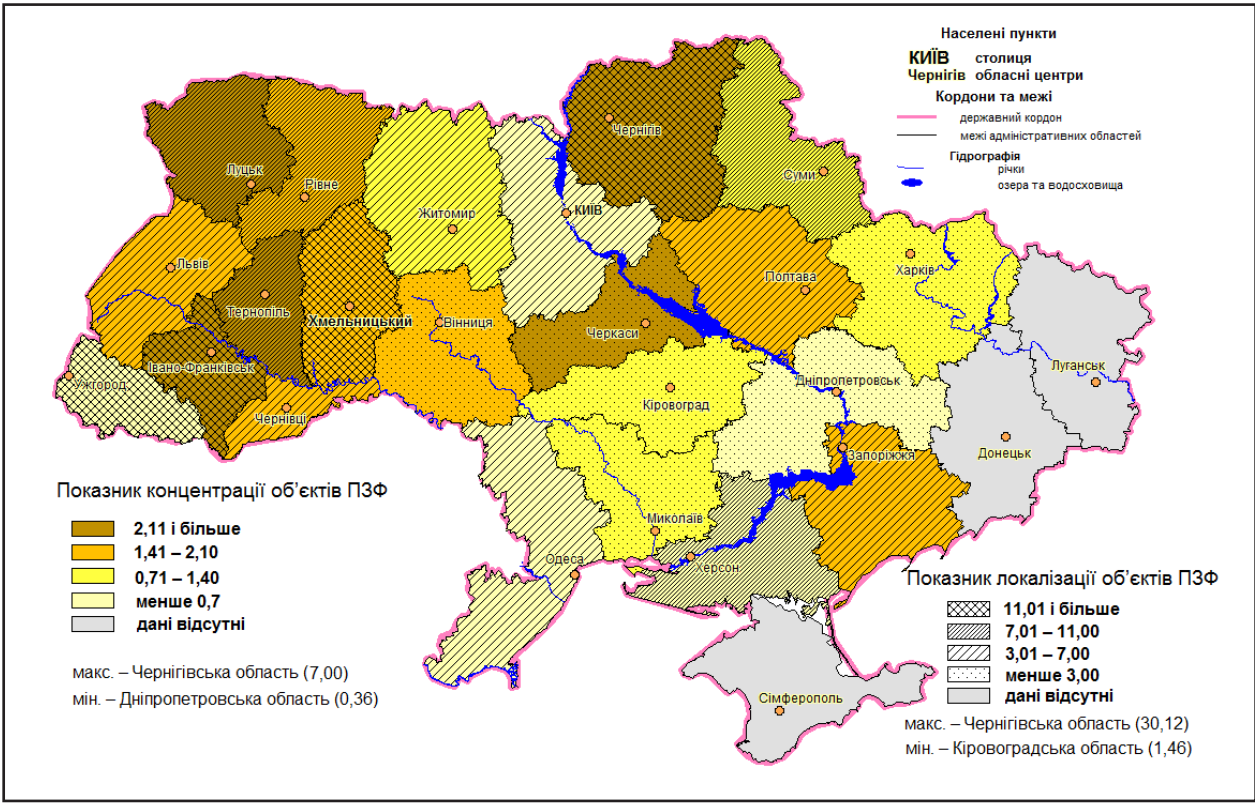 Населені пункти
КИЇВ столиця
Чернігів обласні центри
Кордони та межі
державний кордон
межі адміністративних областей
Гідрографія
річки
озера та водосховища
Чернігів
Суми
Луцьк
Рівне
Житомир
КИЇВ
Львів
Тернопіль
Хмельницький
Вінниця
Полтава
Харків
Черкаси
Івано-Франківськ
Ужгород
Чернівці
Кіровоград
Дніпропетровськ
Луганськ
Донецьк
Запоріжжя
Миколаїв
Одеса
Херсон
Сімферополь
Показник концентрації об’єктів ПЗФ
2,11 і більше
1,41 – 2,10
0,71 – 1,40
менше 0,7
дані відсутні
макс. – Чернігівська область (7,00)
мін. – Дніпропетровська область (0,36)
Показник локалізації об’єктів ПЗФ
11,01 і більше
7,01 – 11,00
3,01 – 7,00
менше 3,00
дані відсутні
макс. – Чернігівська область (30,12)
мін. – Кіровоградська область (1,46)